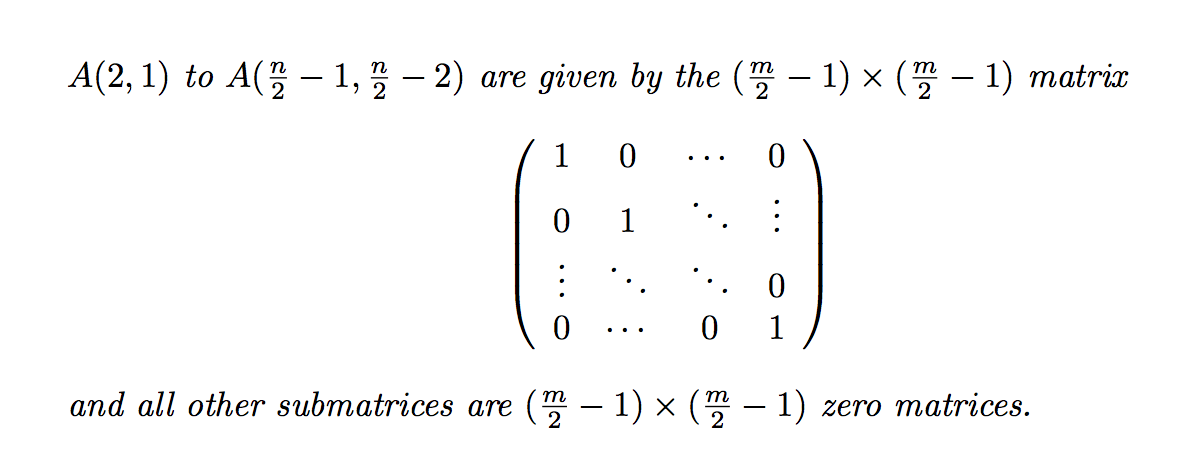 A(2, 1) to A(n/2 − 1, n/2 − 2) are given by the (m/2 − 1) × (m/2 − 1) matrix
1 0 ⋯ 0
0 1 ⋱ ⋮
⋮ ⋱ ⋱ 0
0 ⋯ 0 1
and all other submatrices are (m/2 − 1) × (m/2 − 1) zero matrices.